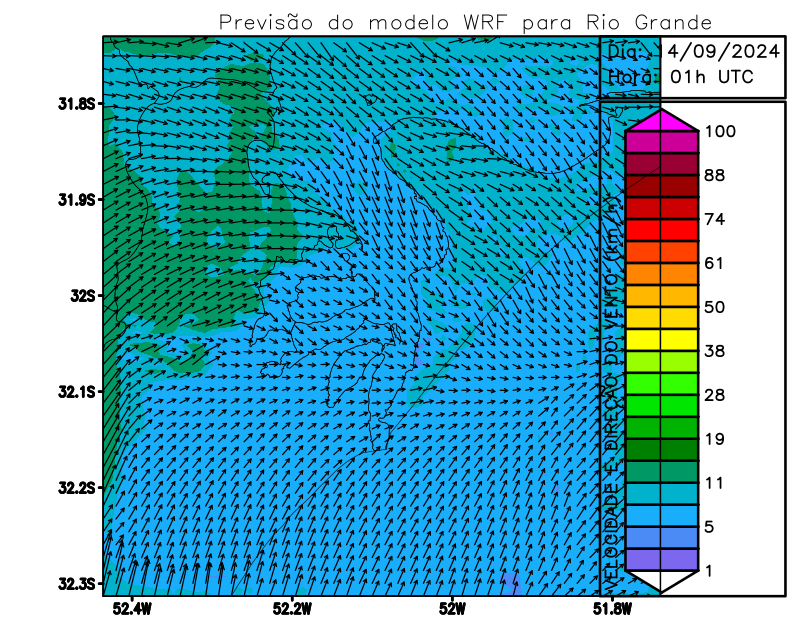 Previsão do modelo WRF para Rio Grande
Dia: 14/09/2024
Hora: 01h UTC
31.8S
31.9S
32S
32.1S
32.2S
32.3S
52.4W
52.2W
52W
51.8W
VELOCIDADE E DIREÇÃO DO VENTO (km/h)
100
88
74
61
50
38
28
19
11
5
1